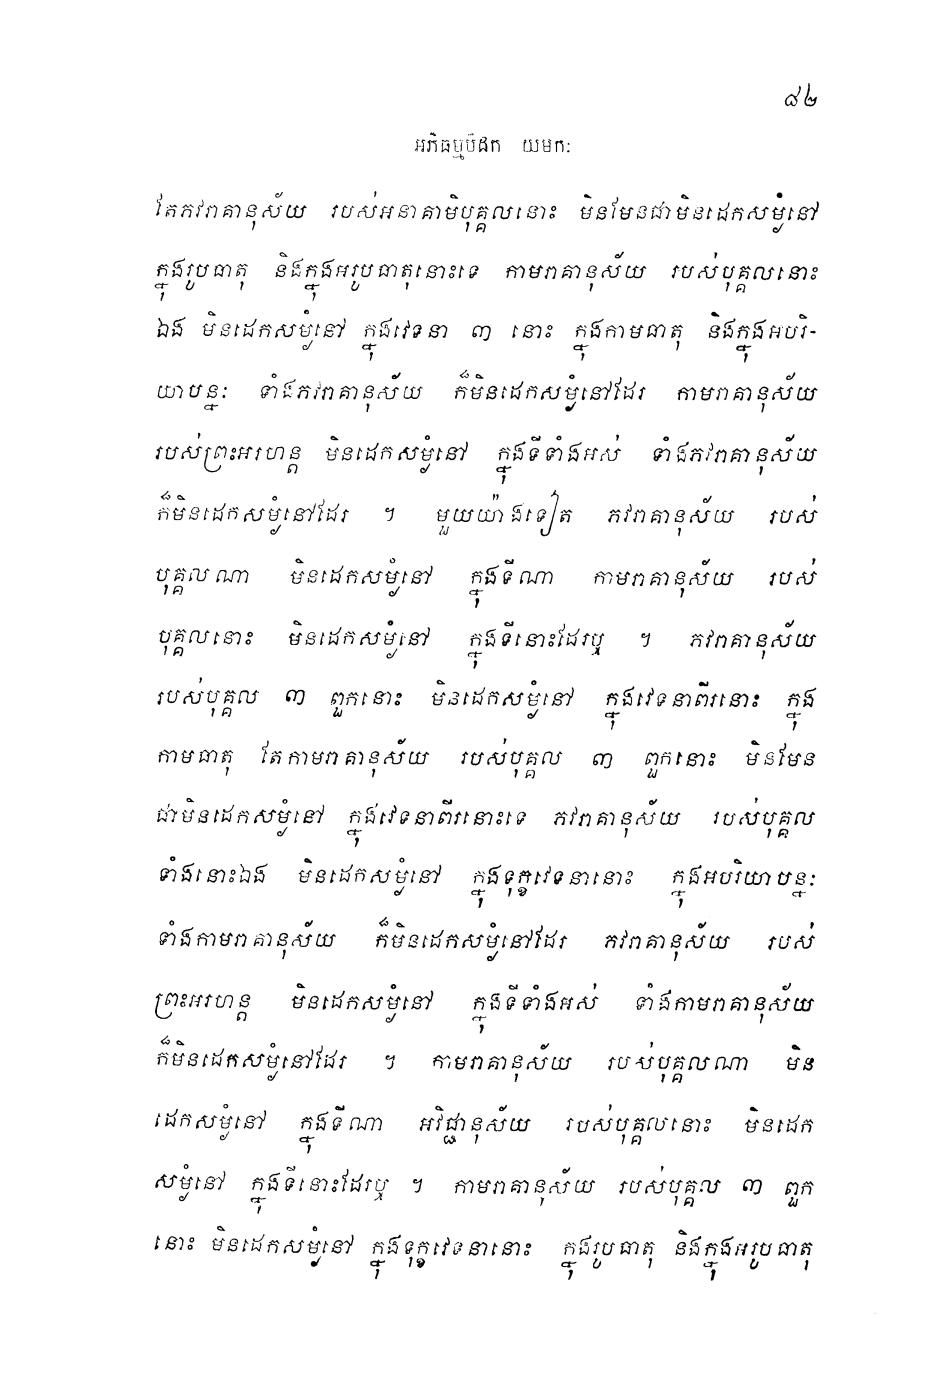 ៨២
អភិធម្មបិដក យមក:
តែភវរាគានុស័យ របស់អនាគាមិបុគ្គលនោះ មិនមែនជាមិនដេកសម្ងំនៅ
ក្នុងរូបធាតុ និងក្នុងអរូបធាតុនោះទេ កាមរាគានុស័យ របស់បុគ្គលនោះ
ឯង មិនដេកសម្ងំនៅ ក្នុងវេទនា ៣ នោះ ក្នុងកាមធាតុ និងក្នុងអបរិ-
យាបន្ន: ទាំងភវរាគានុស័យ ក៏មិនដេកសម្ងំនៅដែរ កាមរាគានុស័យ
របស់ព្រះអរហន្ត មិនដេកសម្ងំនៅ ក្នុងទីទាំងអស់ ទាំងភវរាគានុស័យ
ក៏មិនដេកសម្ងំនៅដែរ ។ មួយយ៉ាងទៀត ភវរាគានុស័យ របស់
បុគ្គលណា មិនដេកសម្ងំនៅ ក្នុងទីណា កាមរាគានុស័យ របស់
បុគ្គលនោះ មិនដេកសម្ងំនៅ ក្នុងទីនោះដែរឬ ។ ភវរាគានុស័យ
របស់បុគ្គល ៣ ពួកនោះ មិនដេកសម្ងំនៅ ក្នុងវេទនាពីរនោះ ក្នុង
កាមធាតុ តែកាមរាគានុស័យ របស់បុគ្គល ៣ ពួកនោះ មិនមែន
ជាមិនដេកសម្ងំនៅ ក្នុងវេទនាពីរនោះទេ ភវរាគានុស័យ របស់បុគ្គល
ទាំងនោះឯង មិនដេកសម្ងំនៅ ក្នុងទុក្ខវេទនានោះ ក្នុងអបរិយាបន្ន:
ទាំងកាមរាគានុស័យ ក៏មិនដេកសម្ងំនៅដែរ ភវរាគានុស័យ របស់
ព្រះអរហន្ត មិនដេកសម្ងំនៅ ក្នុងទីទាំងអស់ ទាំងកាមរាគានុស័យ
ក៏មិនដេកសម្ងំនៅដែរ ។ កាមរាគានុស័យ របស់បុគ្គលណា មិន
ដេកសម្ងំនៅ ក្នុងទីណា អវិជ្ជានុស័យ របស់បុគ្គលនោះ មិនដេក
សម្ងំនៅ ក្នុងទីនោះដែរឬ ។ កាមរាគានុស័យ របស់បុគ្គល ៣ ពួក
នោះ មិនដេកសម្ងំនៅ ក្នុងទុក្ខវេទនានោះ ក្នុងរូបធាតុ និងក្នុងអរូបធាតុ